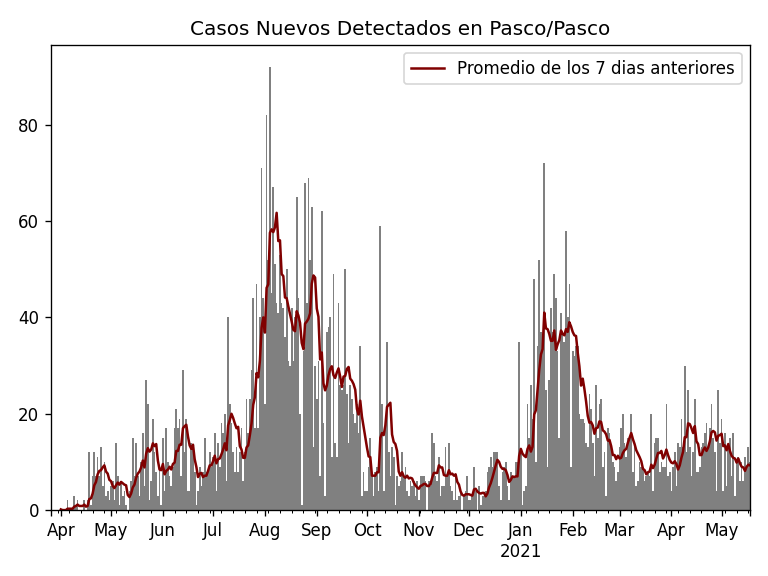 Casos Nuevos Detectados en Pasco/Pasco
Promedio de los 7 dias anteriores
80
60
40
20
0
Apr May Jun Jul Aug Sep Oct Nov Dec Jan Feb Mar Apr May
2021